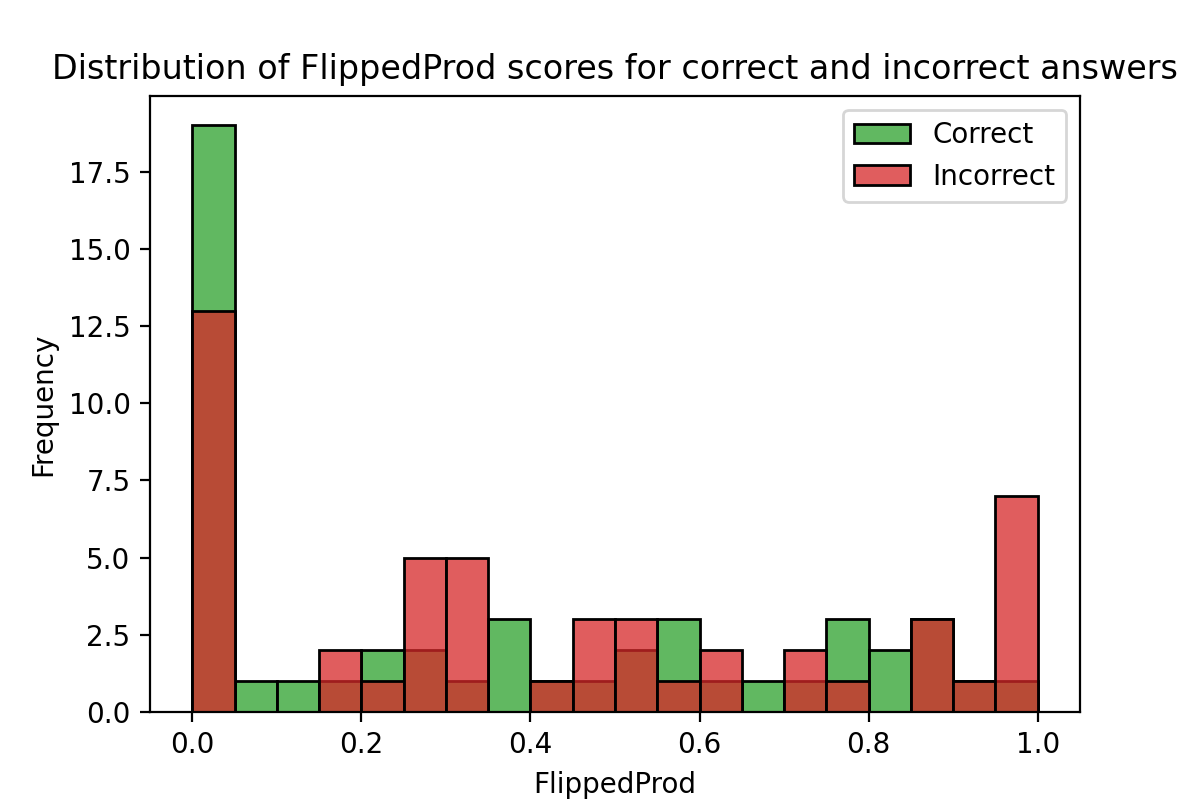 Distribution of FlippedProd scores for correct and incorrect answers
Correct
Incorrect
17.5
15.0
12.5
10.0
7.5
5.0
2.5
0.0
Frequency
0.0 0.2 0.4 0.6 0.8 1.0
FlippedProd